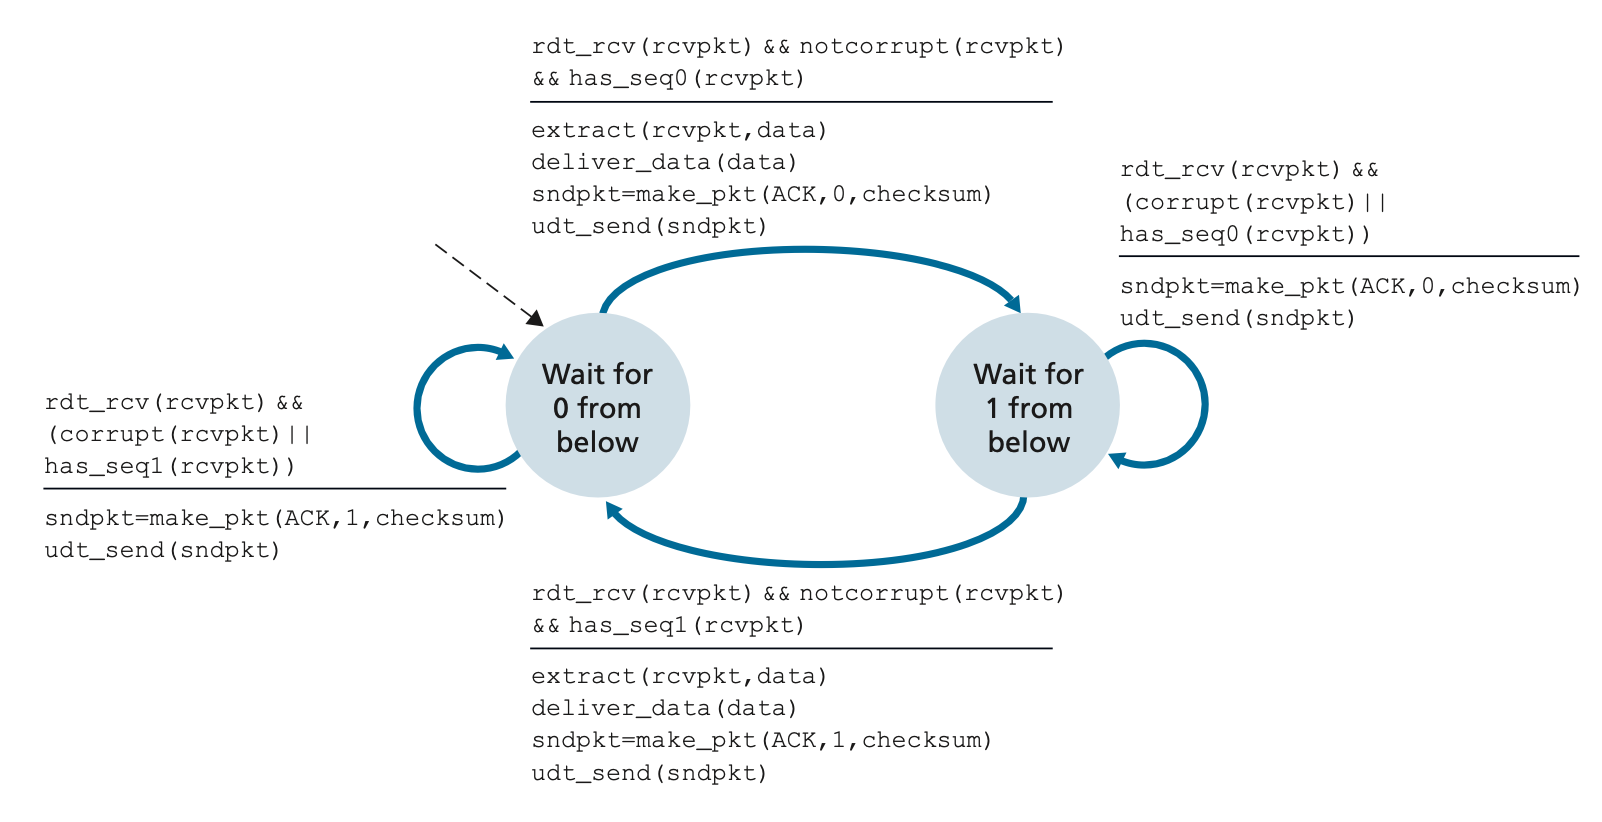 rdt_rcv(rcvpkt) && notcorrupt(rcvpkt)
&& has_seq0(rcvpkt)
extract(rcvpkt,data)
deliver_data(data)
sndpkt=make_pkt(ACK,0,checksum)
udt_send(sndpkt)
rdt_rcv(rcvpkt) &&
(corrupt(rcvpkt)||
has_seq0(rcvpkt))
sndpkt=make_pkt(ACK,0,checksum)
udt_send(sndpkt)
Wait for
0 from
below
Wait for
1 from
below
rdt_rcv(rcvpkt) &&
(corrupt(rcvpkt)||
has_seq1(rcvpkt))
sndpkt=make_pkt(ACK,1,checksum)
udt_send(sndpkt)
rdt_rcv(rcvpkt) && notcorrupt(rcvpkt)
&& has_seq1(rcvpkt)
extract(rcvpkt,data)
deliver_data(data)
sndpkt=make_pkt(ACK,1,checksum)
udt_send(sndpkt)